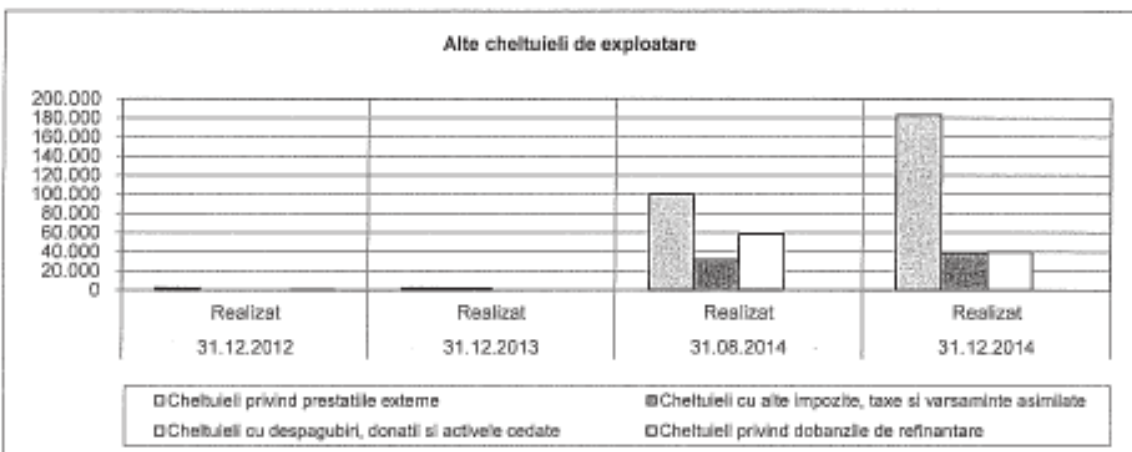 Alte cheltuieli de exploatare
200.000
180.000
160.000
140.000
120.000
100.000
80.000
60.000
40.000
20.000
0
Realizat Realizat Realizat Realizat
31.12.2012 31.12.2013 31.08.2014 31.12.2014
Cheltuieli privind prestatiile externe Cheltuieli cu alte impozite, taxe si varsaminte asimilate
Cheltuieli cu despagubiri, donatii si activele cedate Cheltuieli privind dobanzile de refinantare